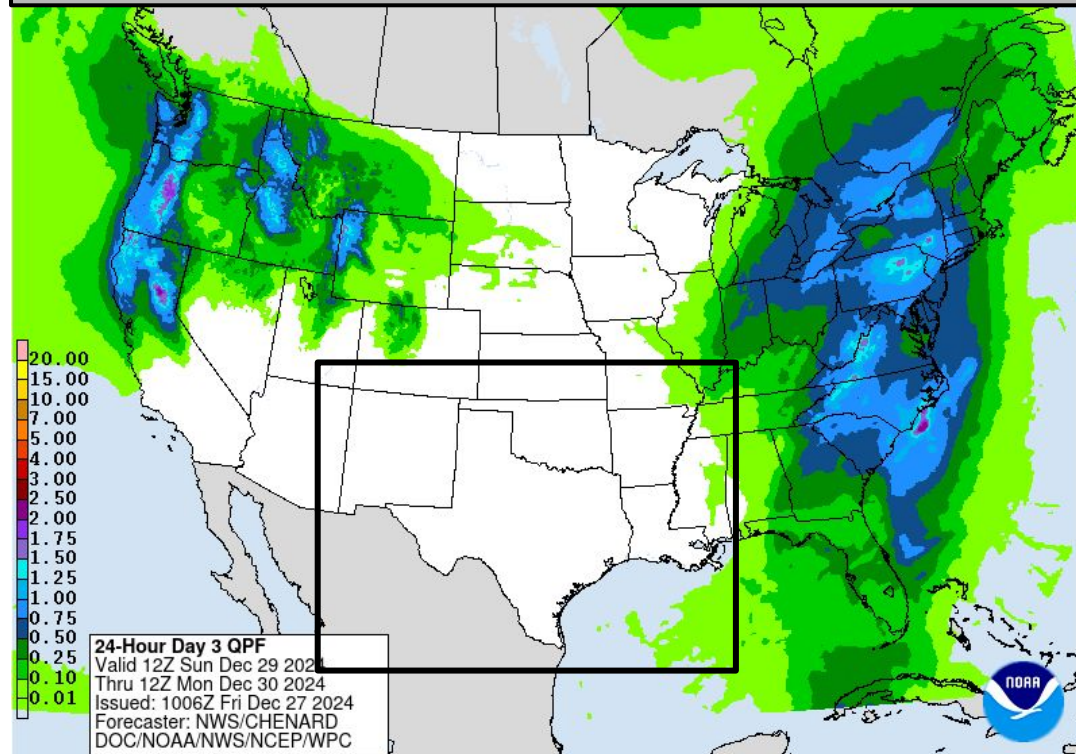 20.00
15.00
10.00
7.00
5.00
4.00
3.00
2.50
2.00
1.75
1.50
1.25
1.00
0.75
0.50
0.25
0.10
0.01
24-Hour Day 3 QPF
Valid 12Z Sun Dec 29 2024
Thru 12Z Mon Dec 30 2024
Issued: 1006Z Fri Dec 27 2024
Forecaster: NWS/CHENARD
DOC/NOAA/NWS/NCEP/WPC
NOAA